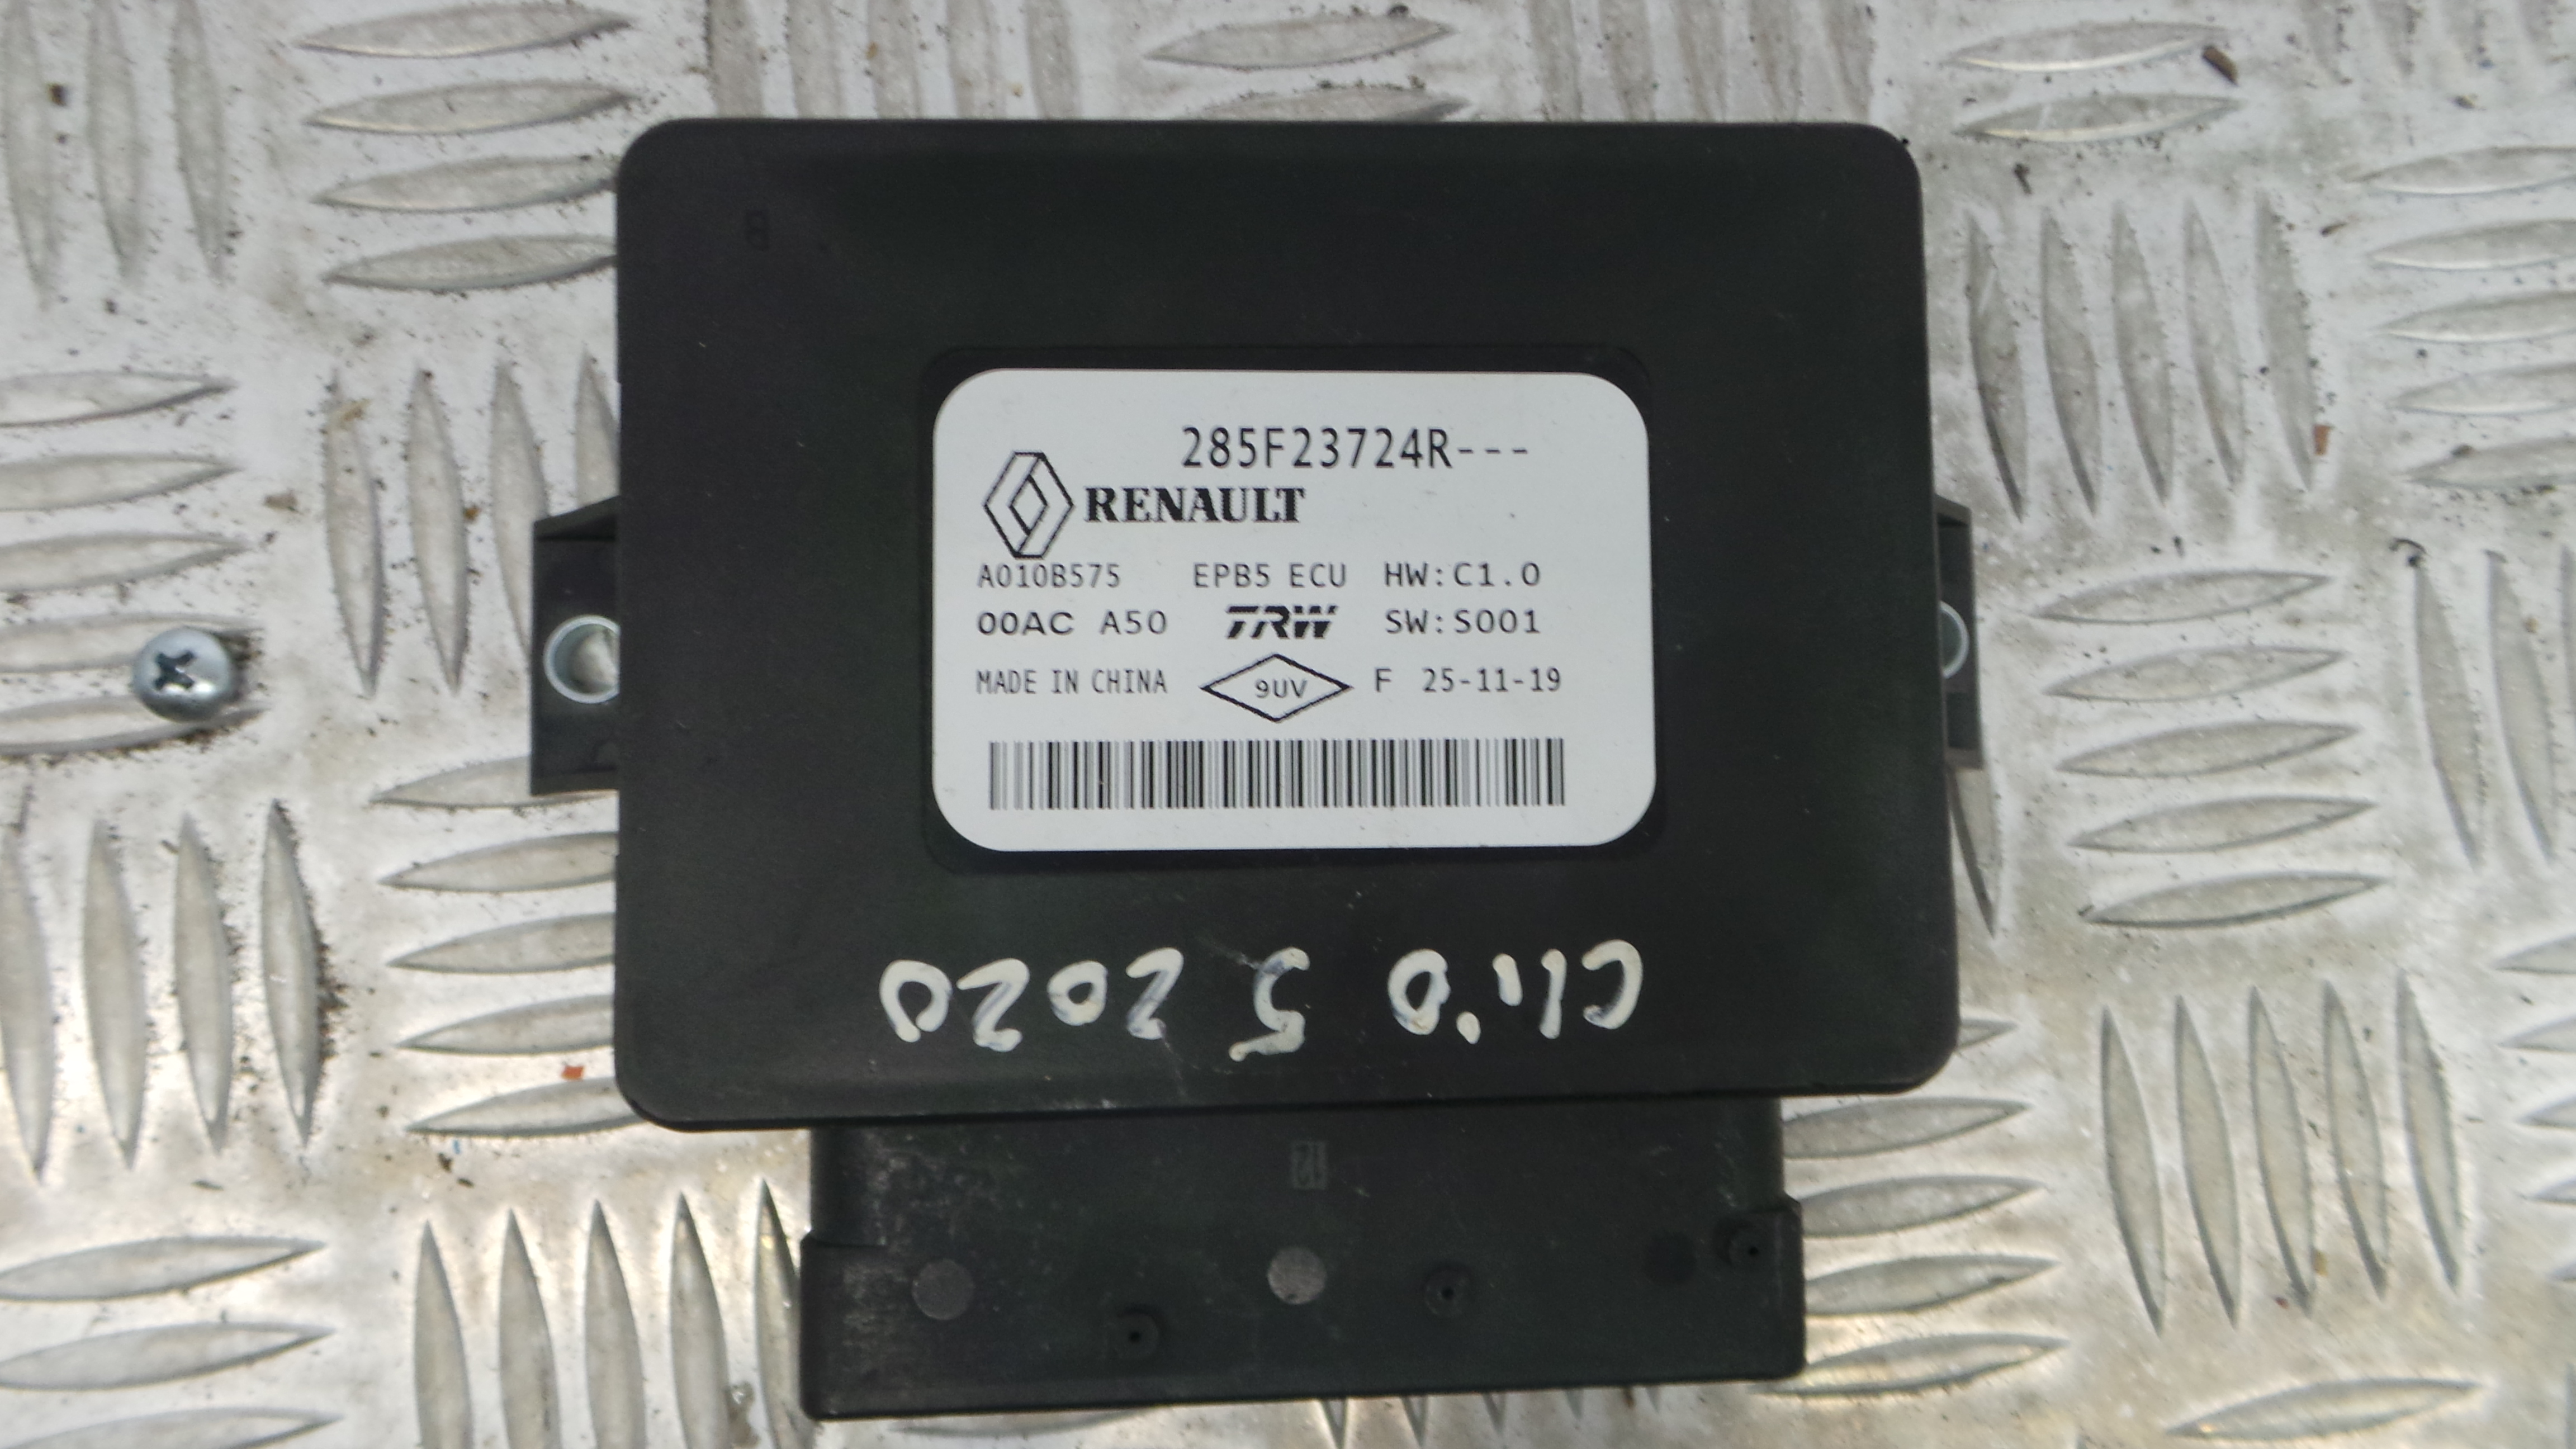 285F23724R---
RENAULT
A010B575 EPB5 ECU HW:C1.0
00AC A50 TRW SW:S001
MADE IN CHINA 9UV F 25-11-19
Clio 5 2020
12